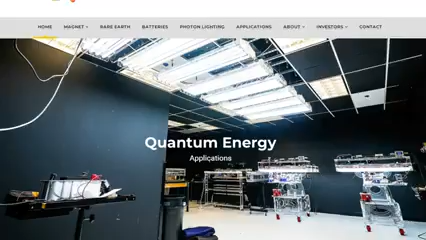 HOME MAGNET RARE EARTH BATTERIES PHOTON LIGHTING APPLICATIONS ABOUT INVESTORS CONTACT
Quantum Energy
Applications